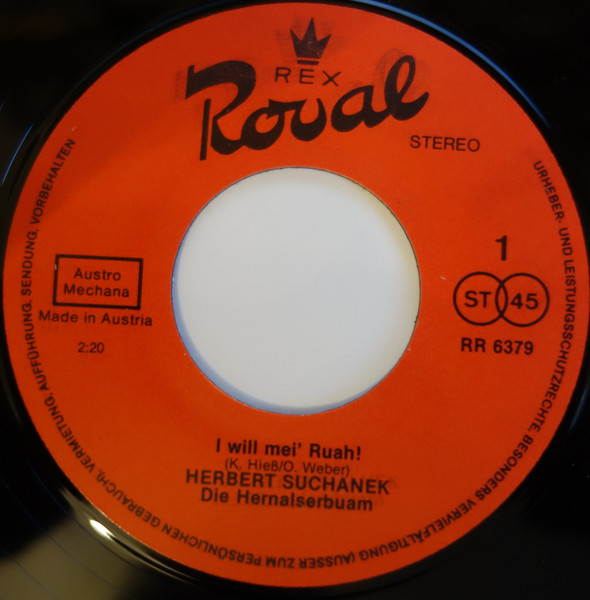 REX
Royal
STEREO
1
ST 45
RR 6379
Austro
Mechana
Made in Austria
2:20
I will mei' Ruah!
(K. Hieß/O. Weber)
HERBERT SUCHANEK
Die Hernalserbuam
URHEBER- UND LEISTUNGSSCHUTZRECHTE, BESONDERS VERVIELFÄLTIGUNG (AUSSER ZUM PERSÖNLICHEN GEBRAUCH), VERMIETUNG, AUFFÜHRUNG, SENDUNG, VORBEHALTEN